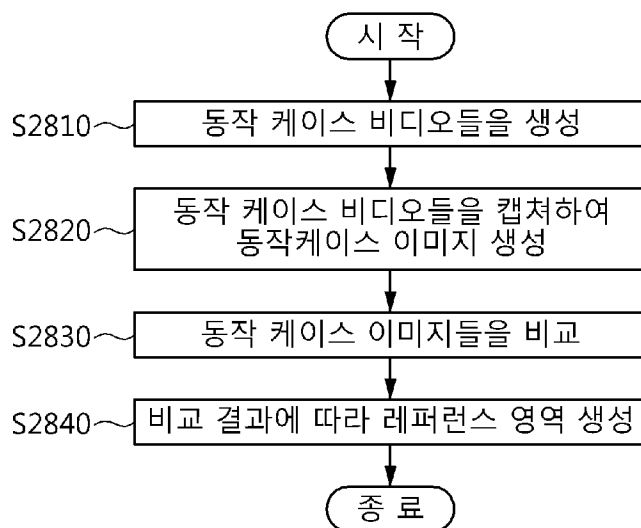 시 작
S2810
동작 케이스 비디오들을 생성
S2820
동작 케이스 비디오들을 캡쳐하여
동작케이스 이미지 생성
S2830
동작 케이스 이미지들을 비교
S2840
비교 결과에 따라 레퍼런스 영역 생성
종 료